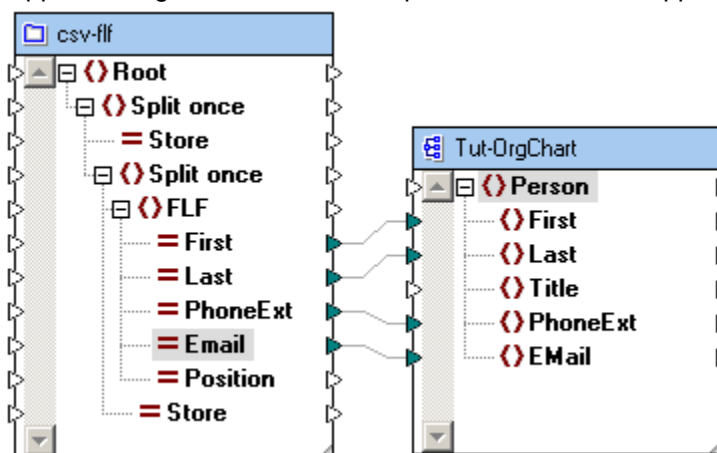 csv-flf
Root
Split once
Store
Split once
FLF
First
Last
PhoneExt
Email
Position
Store
Tut-OrgChart
Person
First
Last
Title
PhoneExt
EMail